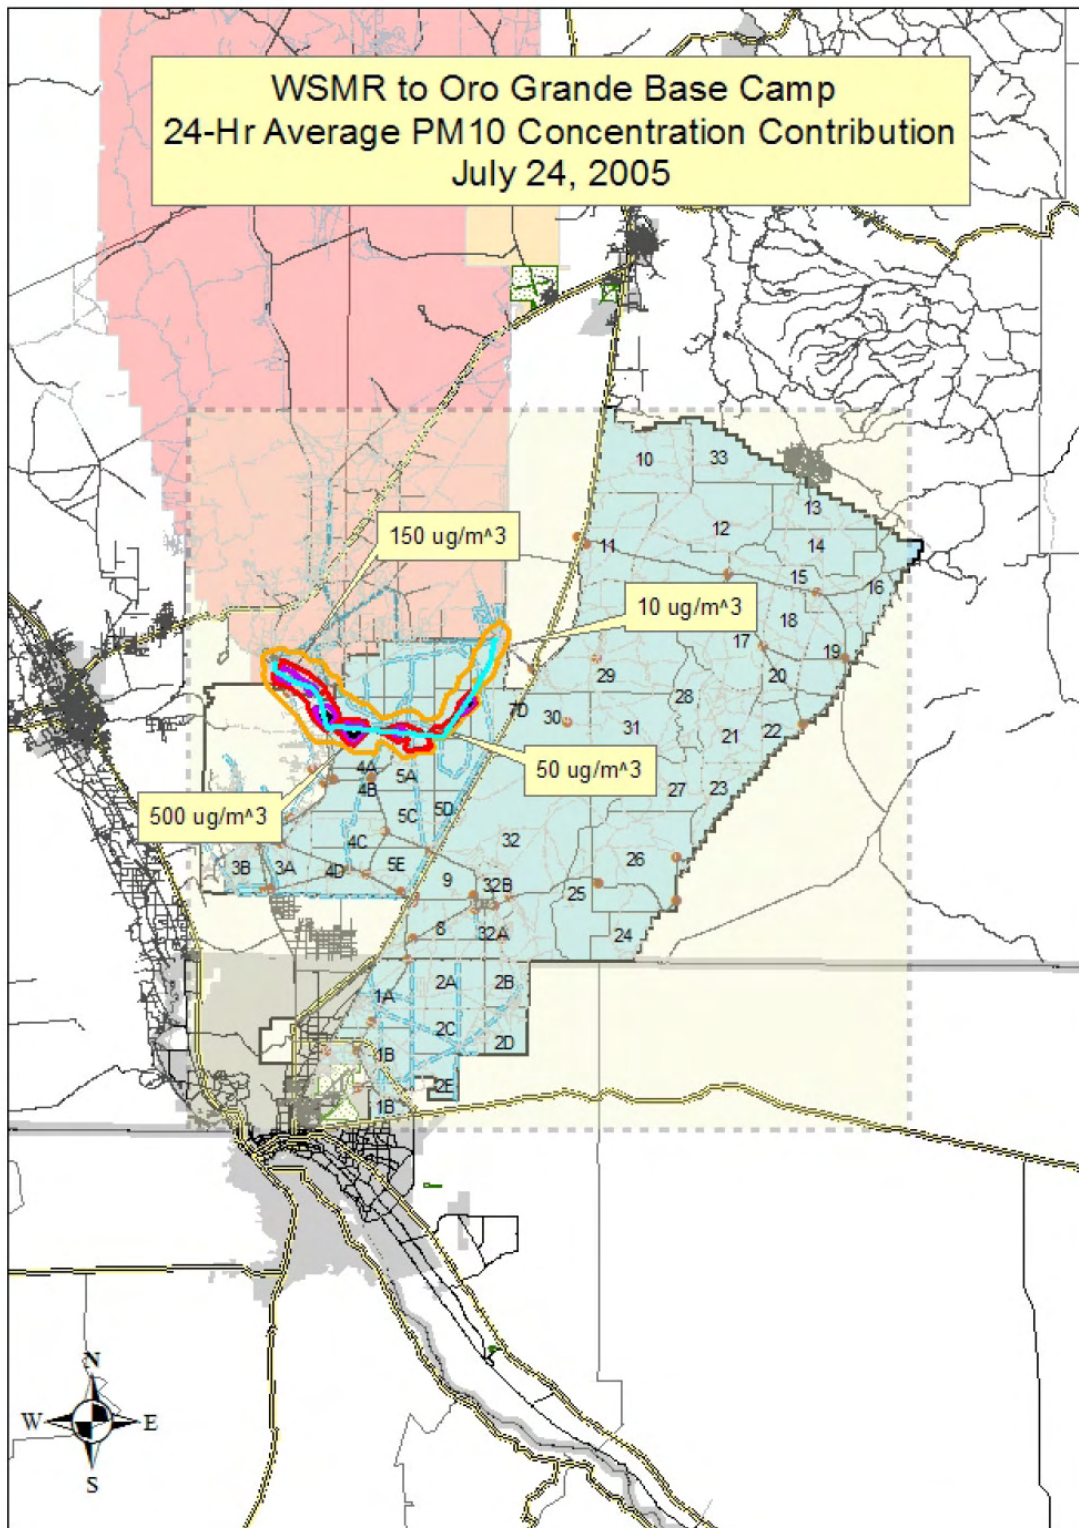 WSMR to Oro Grande Base Camp
24-Hr Average PM10 Concentration Contribution
July 24, 2005
10
33
13
150 ug/m^3
12
11
14
15
16
10 ug/m^3
18
17
19
29
20
28
7D
30
31
21
22
50 ug/m^3
4A
5A
4B
27
23
500 ug/m^3
5C
5D
4C
32
3B
3A
4D
5E
9
32B
25
26
8
32A
24
2A
2B
1A
2C
2D
1B
2E
1B
N
W
E
S